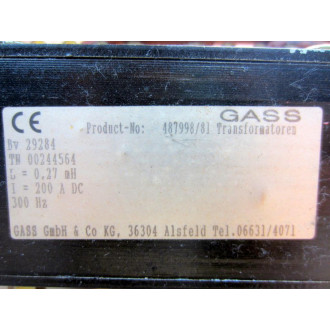 CE GASS
Product-No: 487998/01 Transformatoren
Bv 29284
TN 00244564
L = 0,27 mH
I = 200 A DC
300 Hz
GASS GmbH & Co KG, 36304 Alsfeld Tel.06631/4071